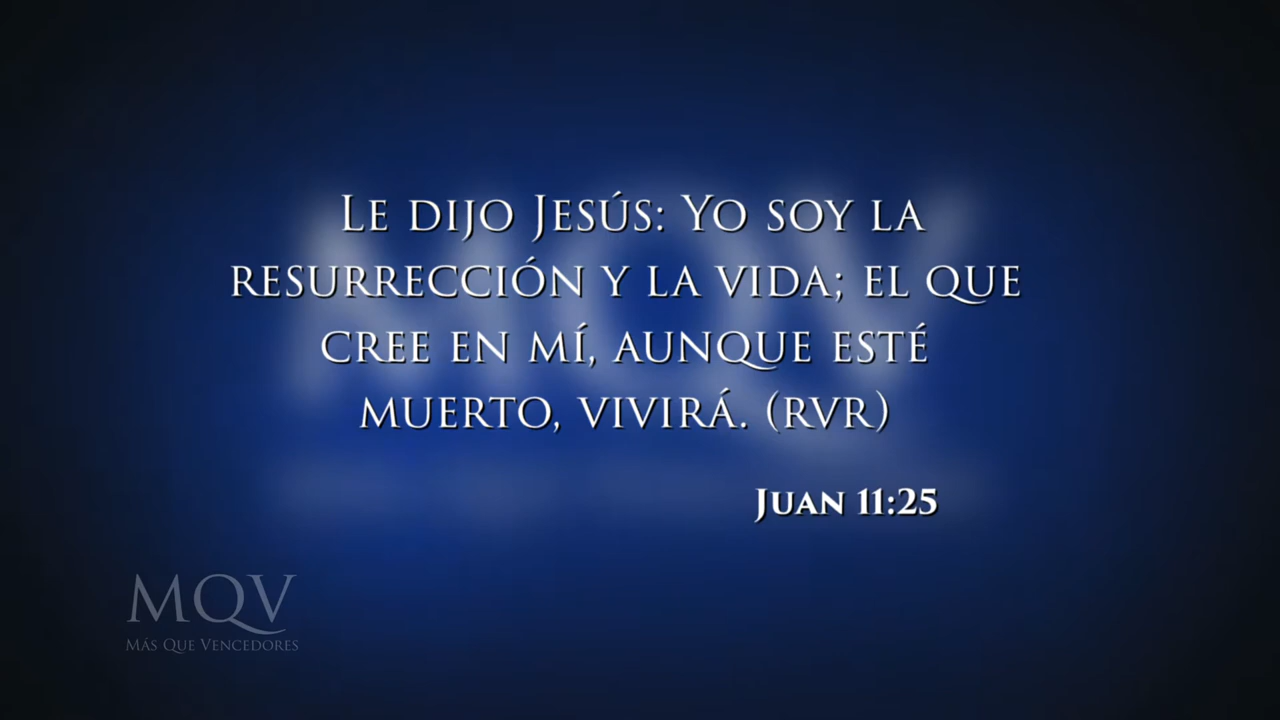 Le dijo Jesús: Yo soy la
resurrección y la vida; el que
cree en mí, aunque esté
muerto, vivirá. (rvr)
Juan 11:25
MQV
Más Que Vencedores